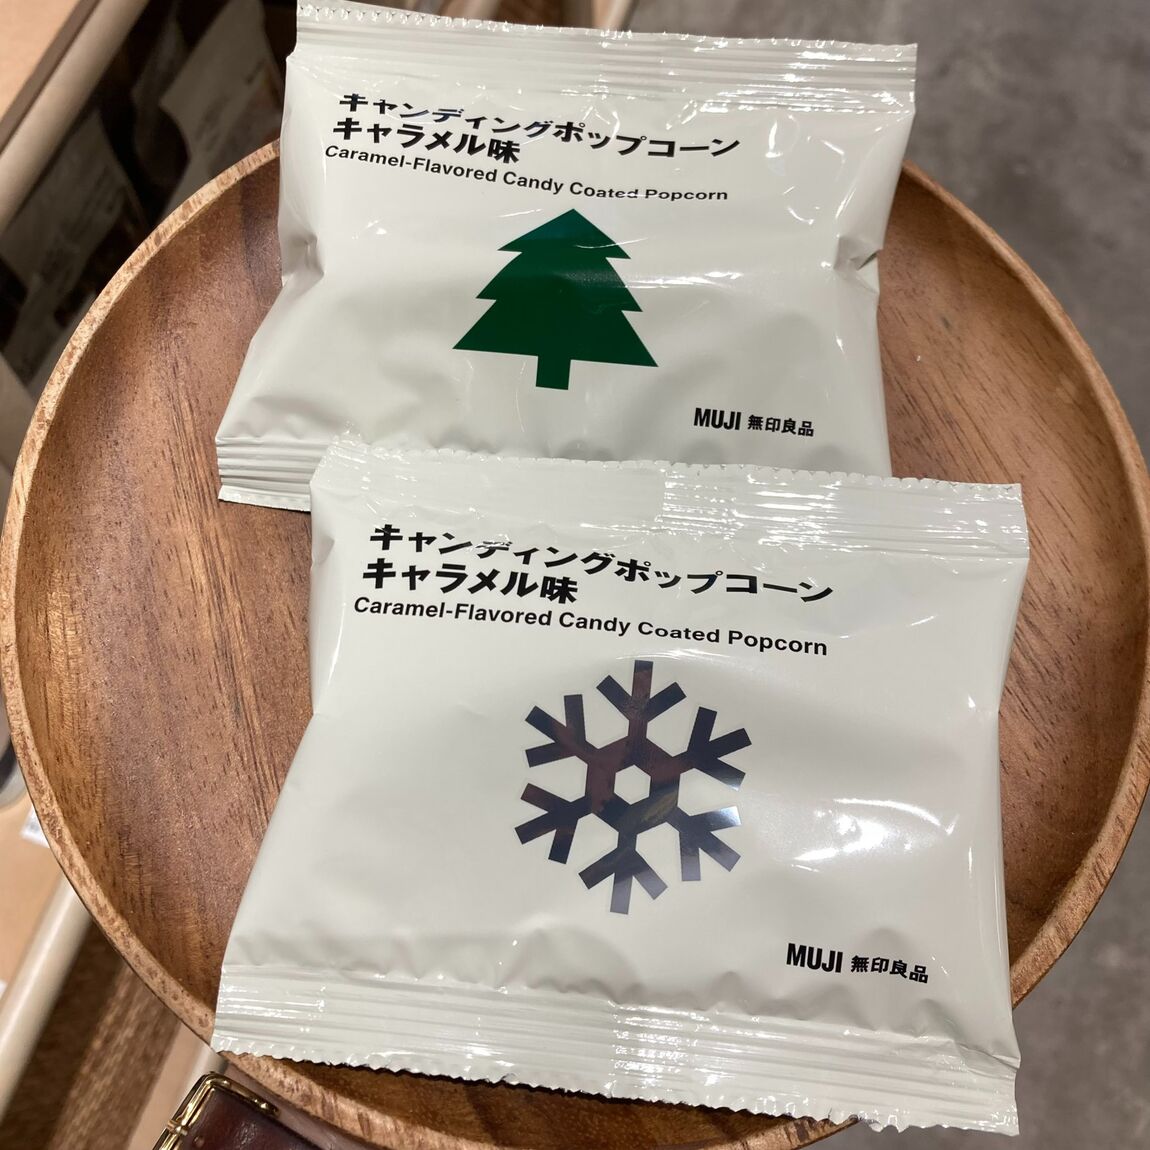 キャンディングポップコーン
キャラメル味
Caramel-Flavored Candy Coated Popcorn
MUJI 無印良品
キャンディングポップコーン
キャラメル味
Caramel-Flavored Candy Coated Popcorn
MUJI 無印良品